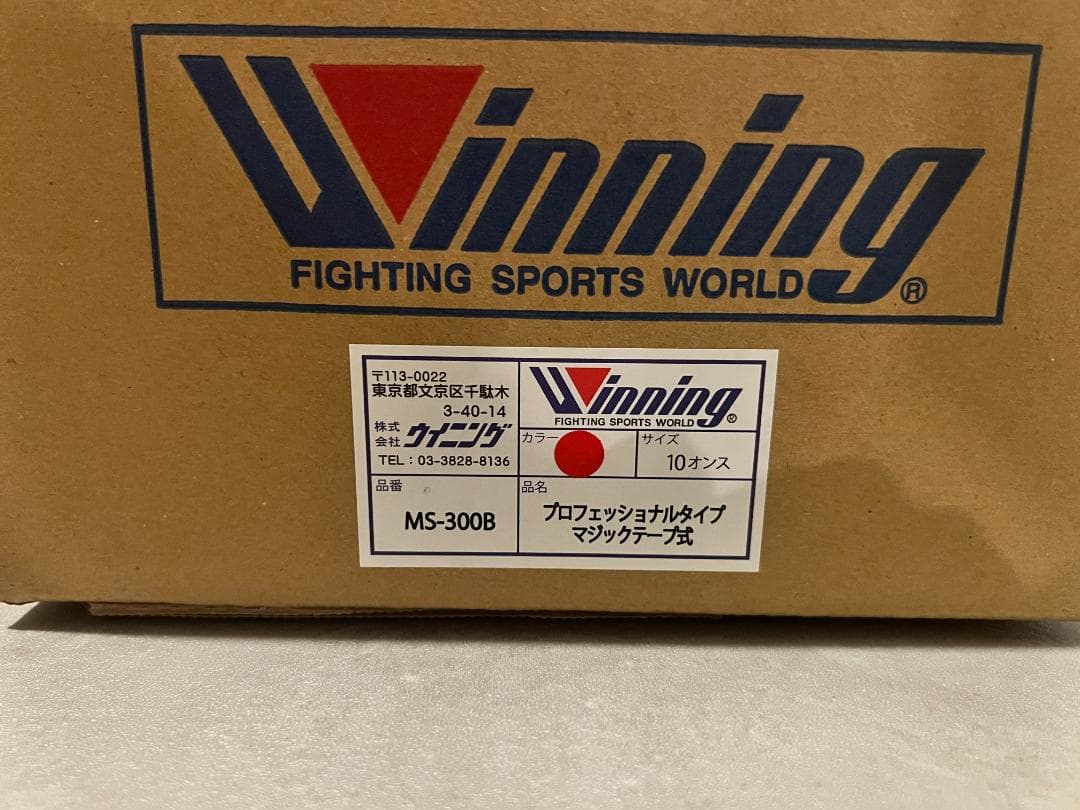 Winning
FIGHTING SPORTS WORLD
®
〒113-0022
東京都文京区千駄木
3-40-14
株式会社 ウイニング
TEL：03-3828-8136
Winning
FIGHTING SPORTS WORLD
®
カラー
サイズ
10オンス
品番
MS-300B
品名
プロフェッショナルタイプ
マジックテープ式